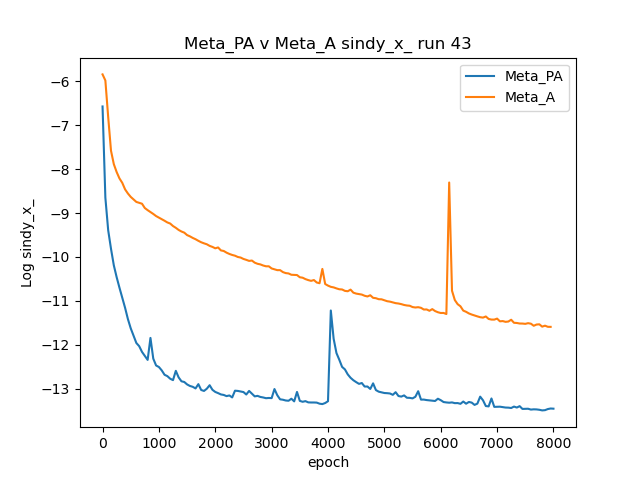 Meta_PA v Meta_A sindy_x_ run 43
Meta_PA
Meta_A
Log sindy_x_
−6
−7
−8
−9
−10
−11
−12
−13
0 1000 2000 3000 4000 5000 6000 7000 8000
epoch